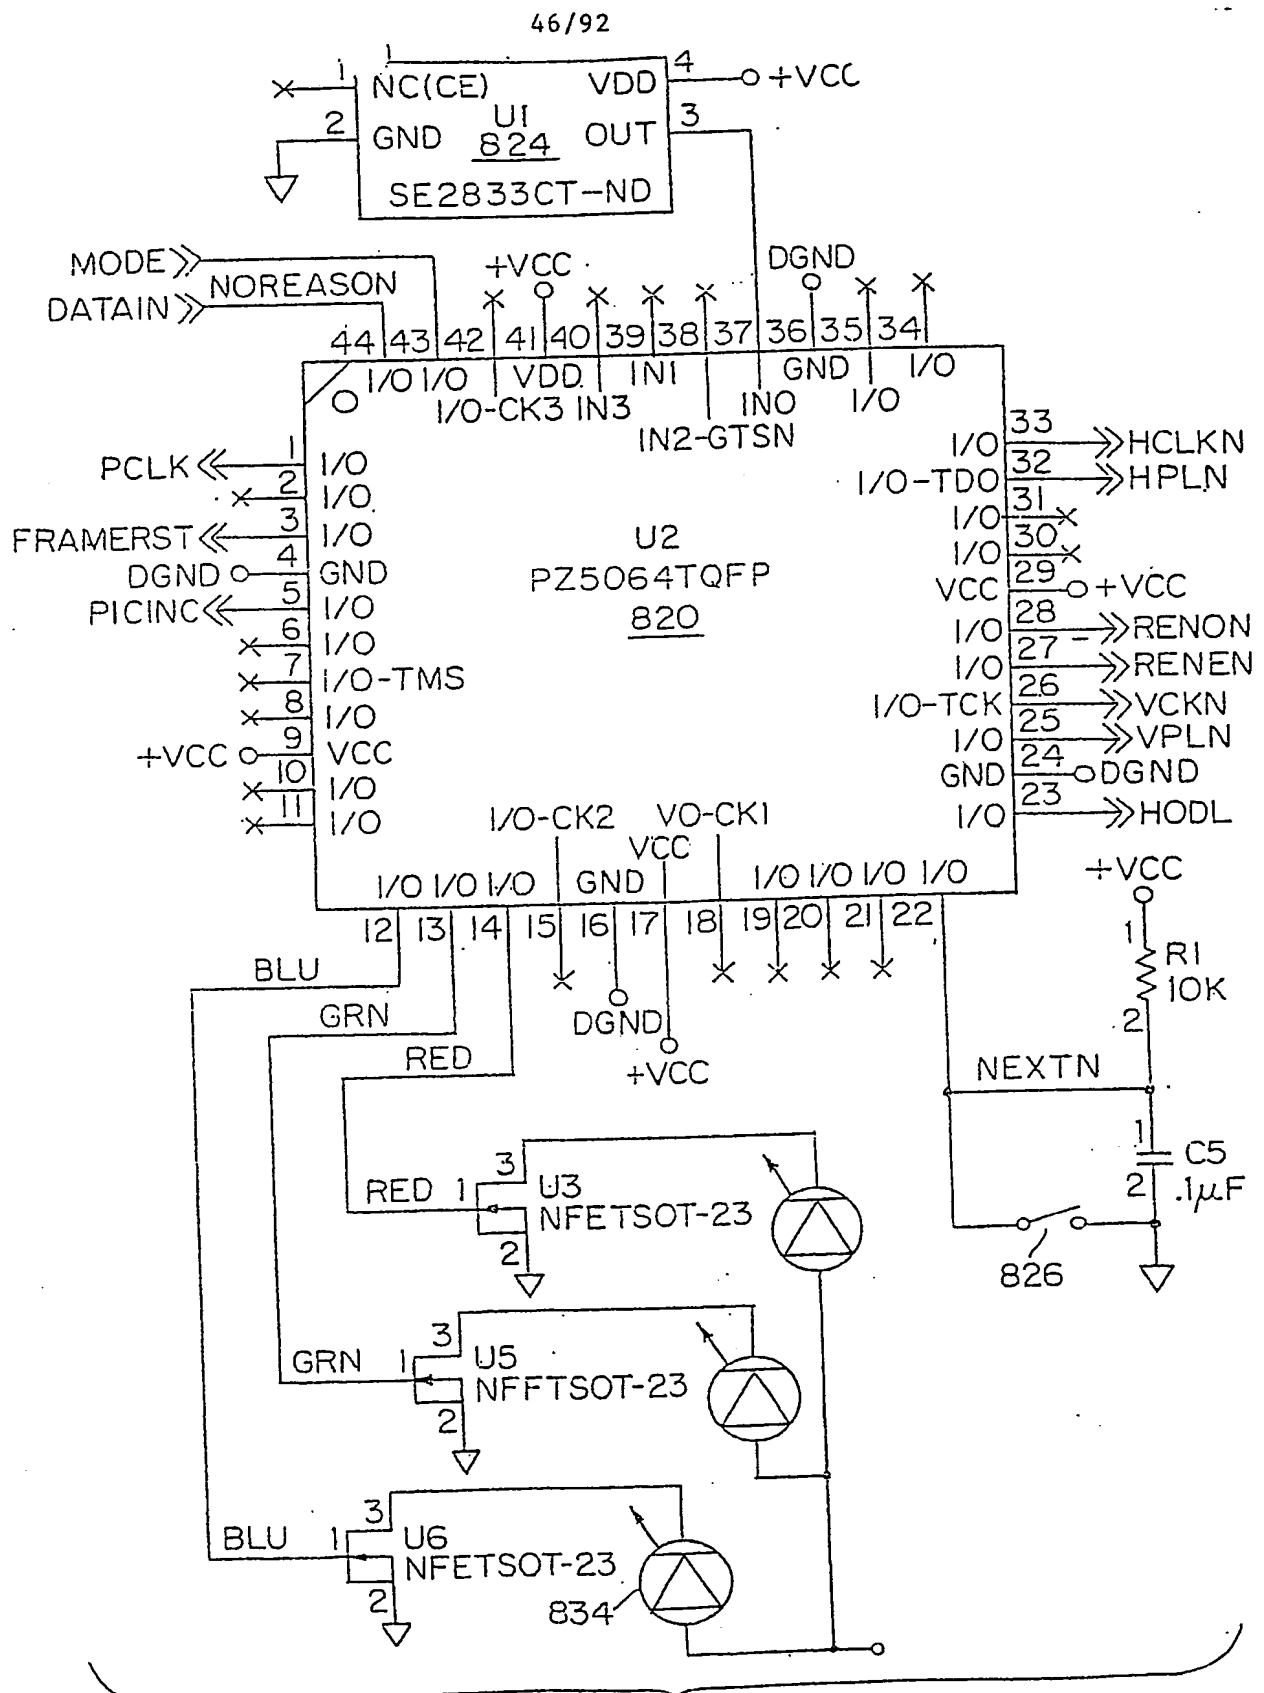 46/92
1 NC(CE) VDD 4 +VCC
U1
2 GND 824 OUT 3
SE2833CT-ND
MODE
NOREASON
DATAIN
+VCC
DGND
44 43 42 41 40 39 38 37 36 35 34
I/O I/O VDD IN1 GND I/O
I/O-CK3 IN3 IN0 I/O
IN2-GTSN
PCLK 1 I/O
2 I/O
FRAMERST 3 I/O
DGND 4 GND
PICINC 5 I/O
6 I/O
7 I/O-TMS
8 I/O
+VCC 9 VCC
10 I/O
11 I/O
U2
PZ5064TQFP
820
I/O 33 HCLKN
I/O-TDO 32 HPLN
I/O 31
I/O 30
VCC 29 +VCC
I/O 28 RENON
I/O 27 RENEN
I/O-TCK 26 VCKN
I/O 25 VPLN
GND 24 DGND
I/O 23 HODL
I/O-CK2 VO-CK1
VCC
I/O I/O I/O GND I/O I/O I/O I/O
12 13 14 15 16 17 18 19 20 21 22
BLU
GRN
RED
DGND
+VCC
+VCC
1
R1
10K
2
NEXTN
1
C5
.1µF
2
826
RED 1 3 U3
NFETSOT-23
2
GRN 1 3 U5
NFFTSOT-23
2
BLU 1 3 U6
NFETSOT-23
2
834